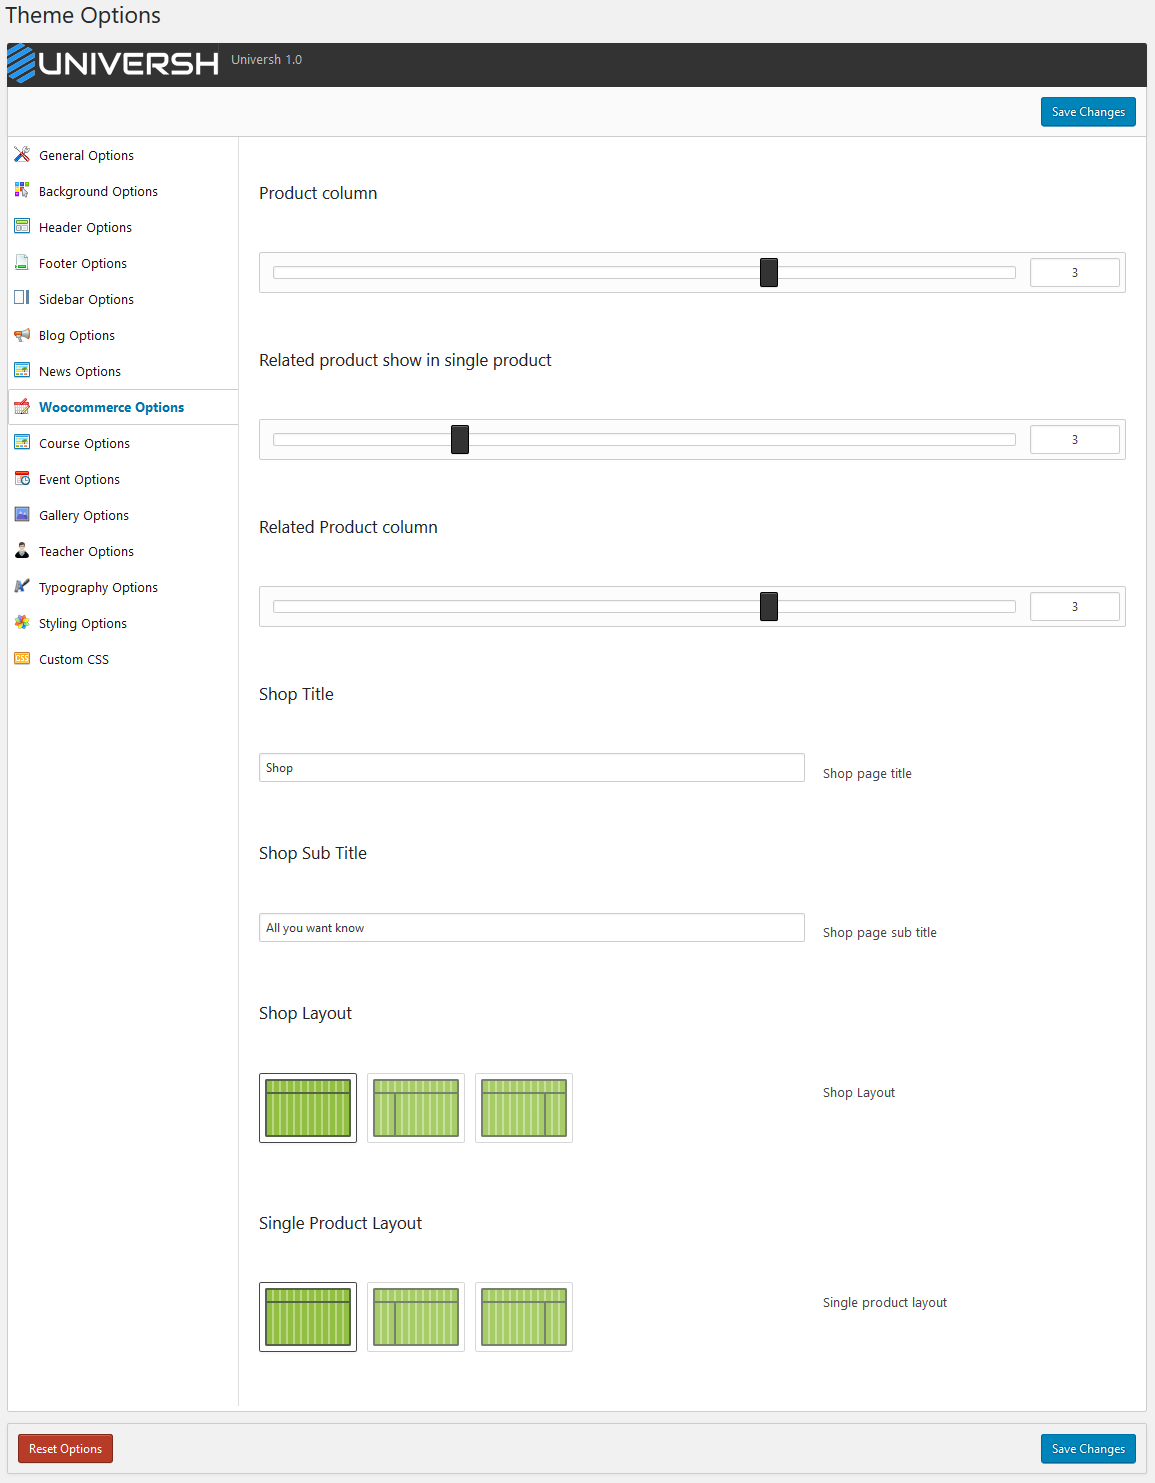 Theme Options
UNIVERSH Universh 1.0
Save Changes
General Options
Background Options
Header Options
Footer Options
Sidebar Options
Blog Options
News Options
Woocommerce Options
Course Options
Event Options
Gallery Options
Teacher Options
Typography Options
Styling Options
CSS Custom CSS
Product column
3
Related product show in single product
3
Related Product column
3
Shop Title
Shop Shop page title
Shop Sub Title
All you want know Shop page sub title
Shop Layout
Shop Layout
Single Product Layout
Single product layout
Reset Options Save Changes